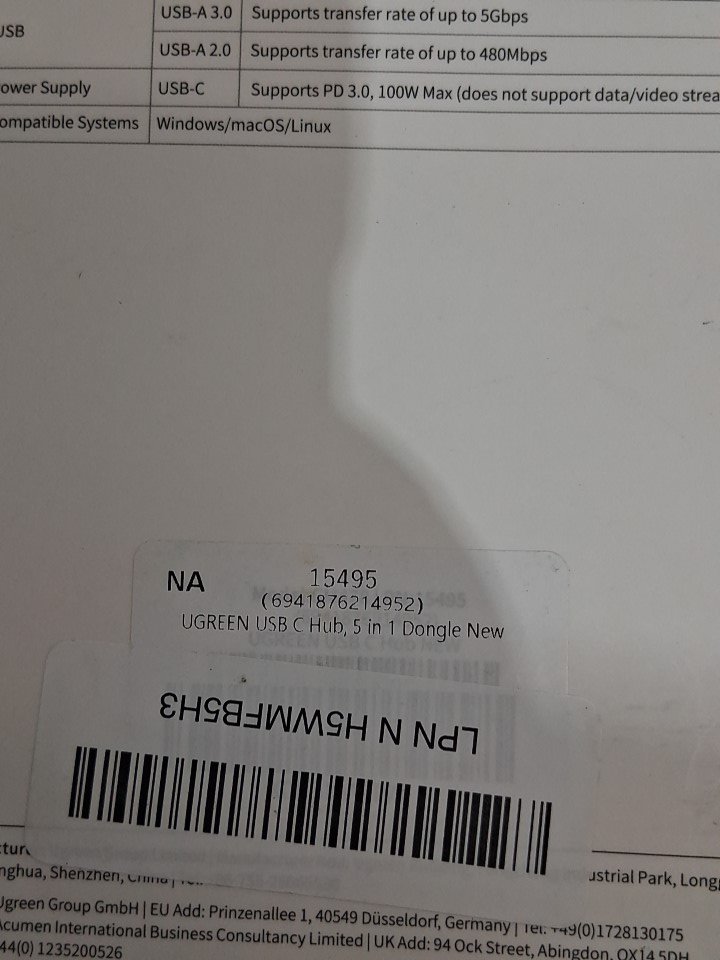 USB
USB-A 3.0 Supports transfer rate of up to 5Gbps
USB-A 2.0 Supports transfer rate of up to 480Mbps
ower Supply USB-C Supports PD 3.0, 100W Max (does not support data/video strea
ompatible Systems Windows/macOS/Linux
NA 15495
(6941876214952)
UGREEN USB C Hub, 5 in 1 Dongle New
LPN N H5WMFB5H3
ustrial Park, Long
nghua, Shenzhen, China | Tel:
Ugreen Group GmbH | EU Add: Prinzenallee 1, 40549 Düsseldorf, Germany | Tel: +49(0)1728130175
Acumen International Business Consultancy Limited | UK Add: 94 Ock Street, Abingdon, OX14 5DH
44(0) 1235200526